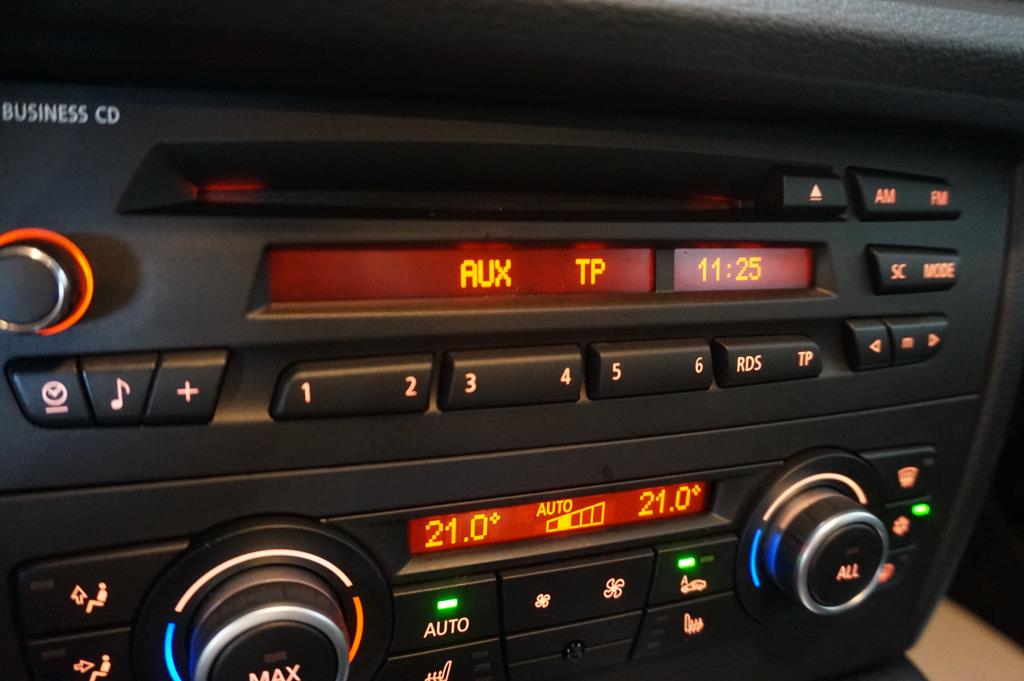 BUSINESS CD
AM FM
AUX TP 11:25
SC MODE
1 2 3 4 5 6 RDS TP
21.0° AUTO 21.0°
AUTO
ALL
MAX